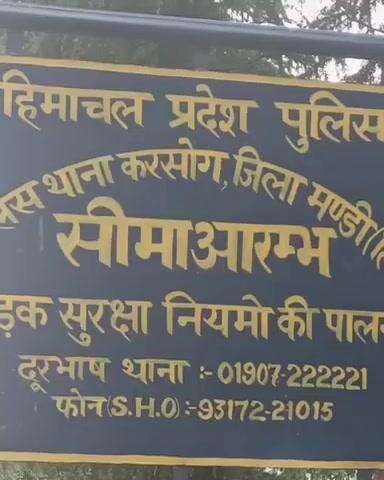 हिमाचल प्रदेश पुलिस
थाना करसोग, जिला मण्डी
सीमाआरम्भ
सुरक्षा नियमो की
दूरभाष थाना :- 01907-222221
फोन (S.H.O) :- 93172-21015